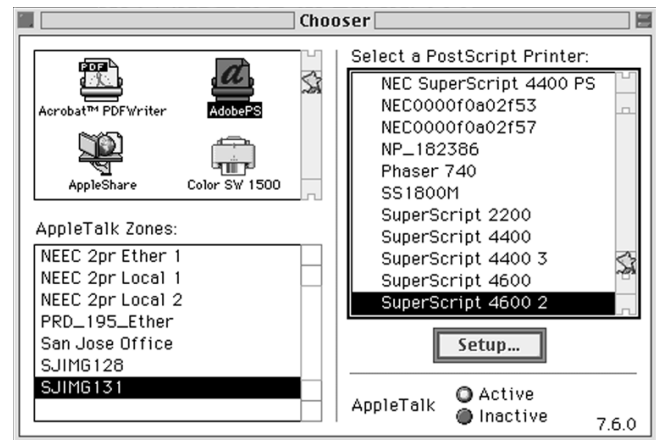 Chooser
PDF
Acrobat™ PDFWriter
a
AdobePS
AppleShare
Color SW 1500
AppleTalk Zones:
NEEC 2pr Ether 1
NEEC 2pr Local 1
NEEC 2pr Local 2
PRD_195_Ether
San Jose Office
SJIMG128
SJIMG131
Select a PostScript Printer:
NEC SuperScript 4400 PS
NEC0000f0a02f53
NEC0000f0a02f57
NP_182386
Phaser 740
SS1800M
SuperScript 2200
SuperScript 4400
SuperScript 4400 3
SuperScript 4600
SuperScript 4600 2
Setup...
AppleTalk
Active
Inactive
7.6.0